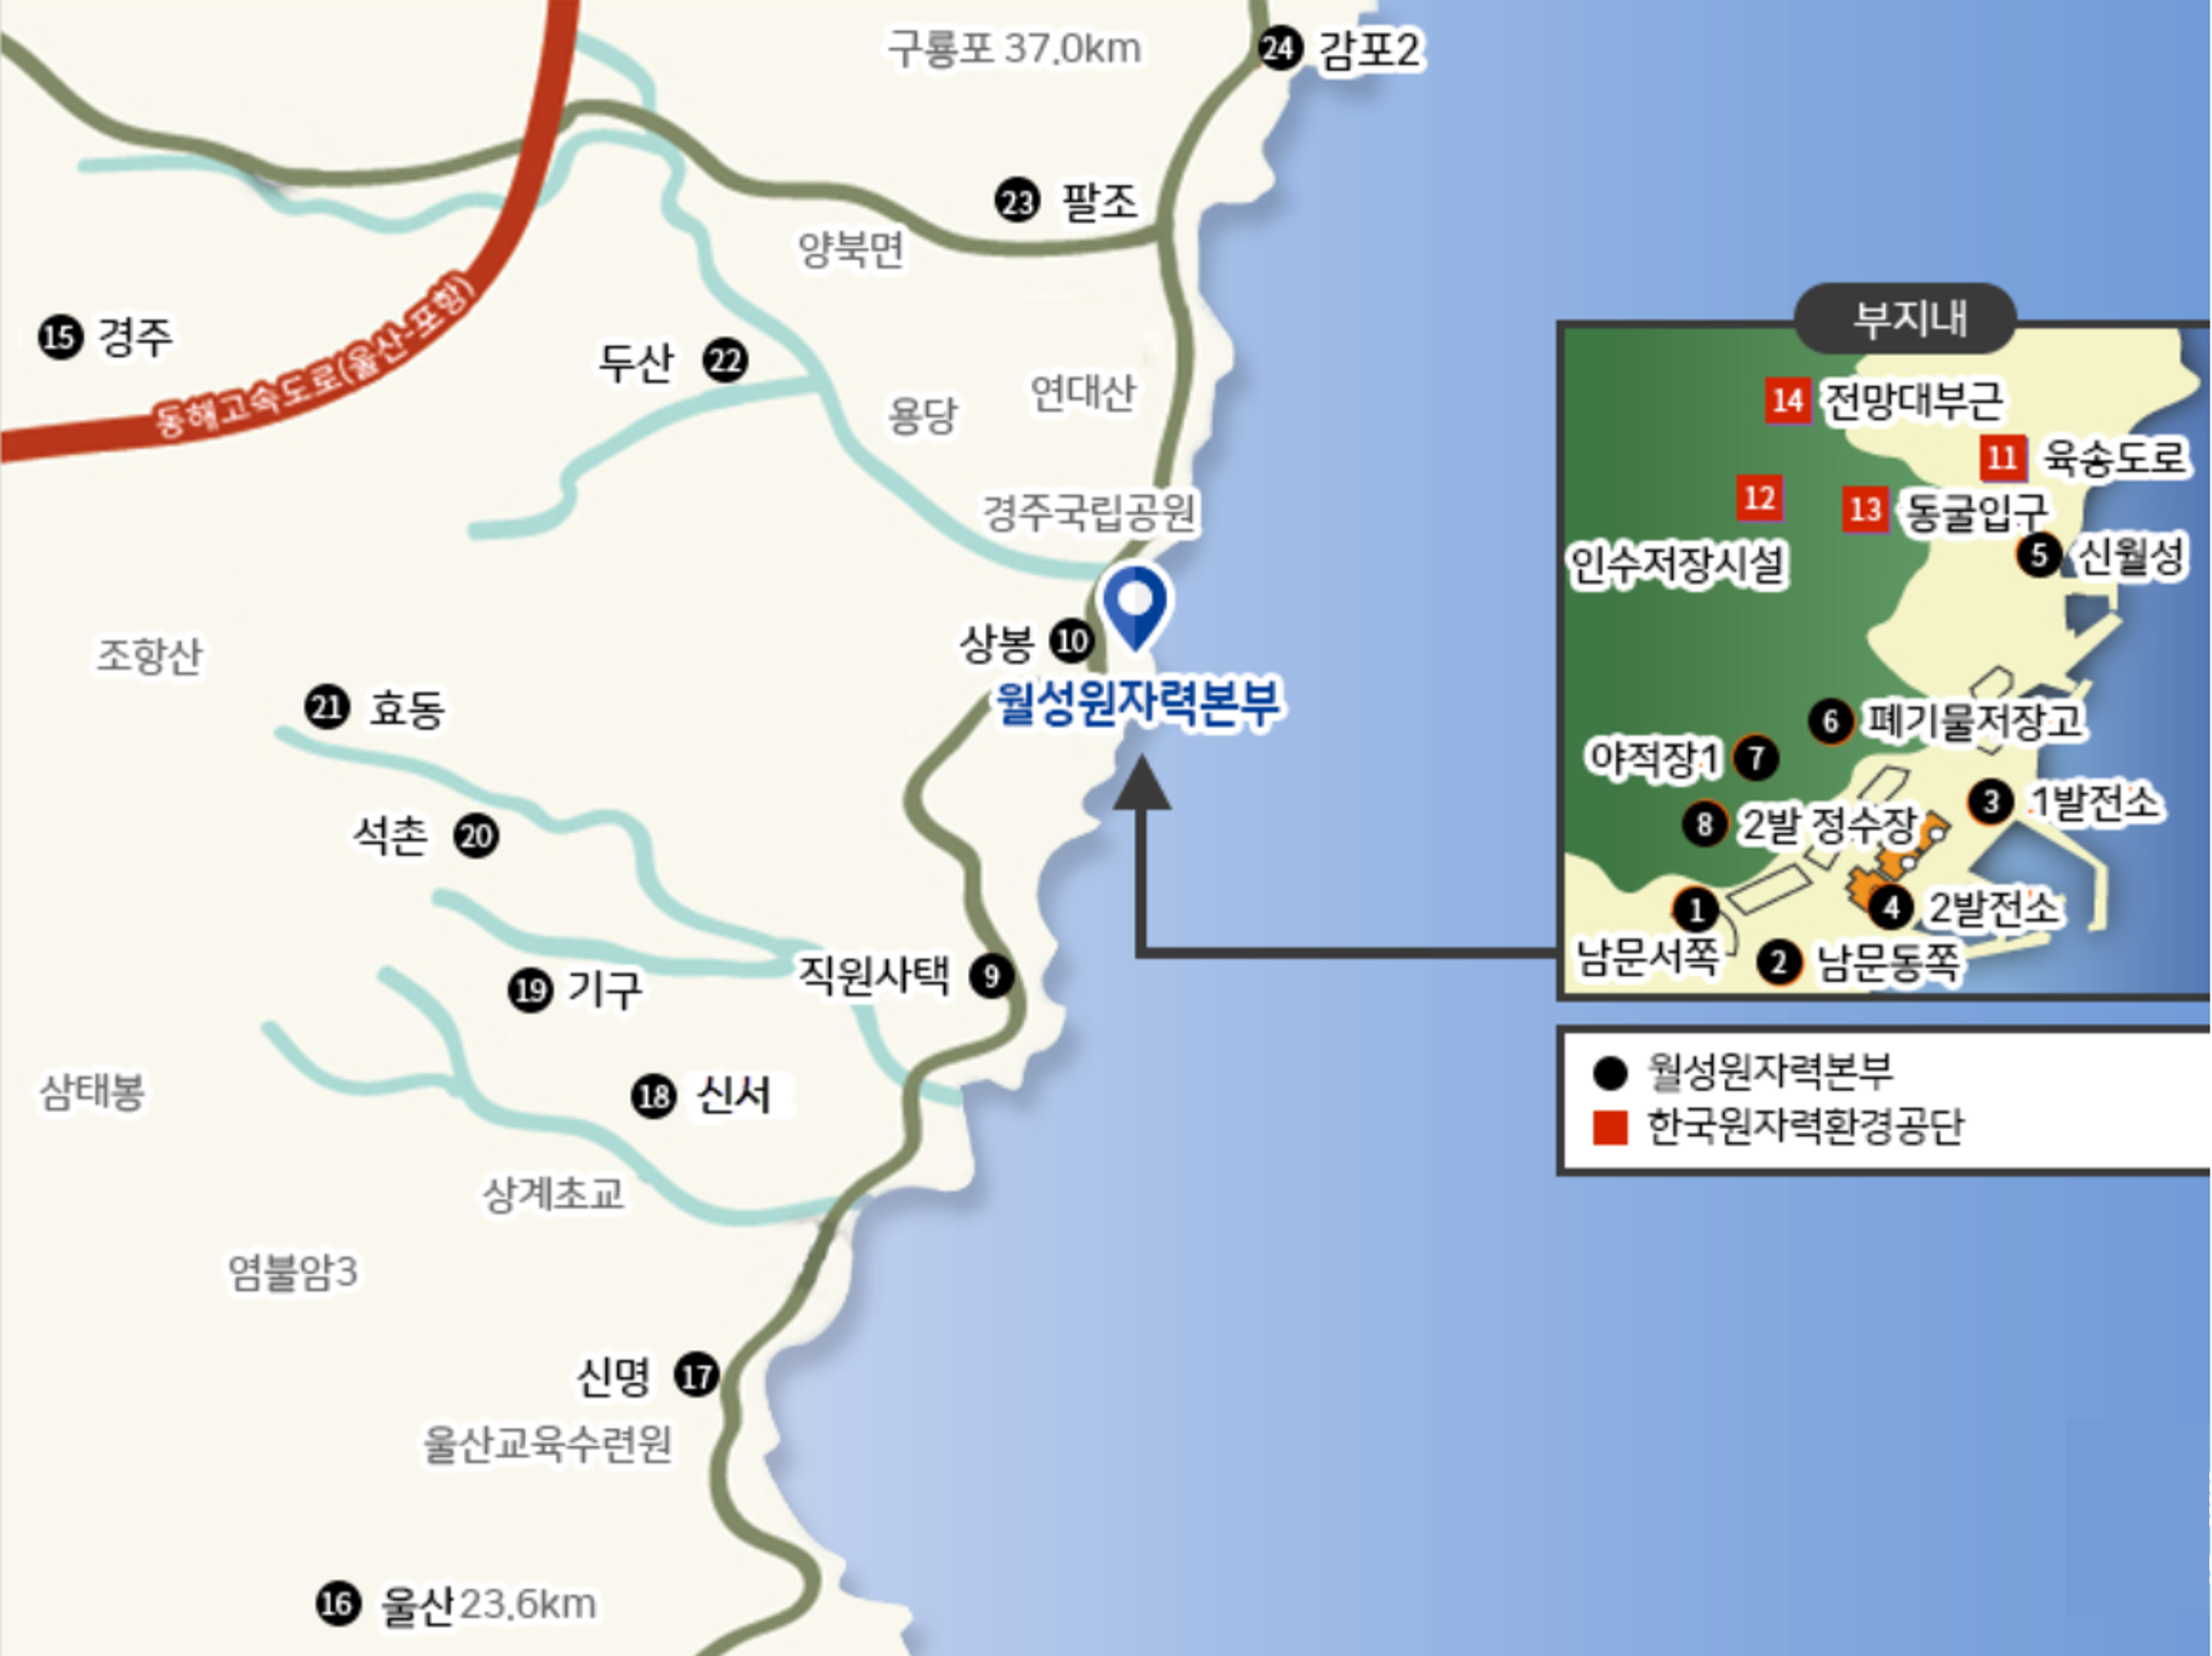 구룡포 37.0km
24 감포2
23 팔조
양북면
동해고속도로(울산-포항)
15 경주
두산 22
용당
연대산
경주국립공원
상봉 10
월성원자력본부
조항산
21 효동
석촌 20
직원사택 9
19 기구
18 신서
삼태봉
상계초교
염불암3
신명 17
울산교육수련원
16 울산 23.6km
부지내
14 전망대부근
11 육송도로
12
인수저장시설
13 동굴입구
5 신월성
6 폐기물저장고
야적장1 7
3 1발전소
8 2발 정수장
1
남문서쪽
4 2발전소
2 남문동쪽
월성원자력본부
한국원자력환경공단